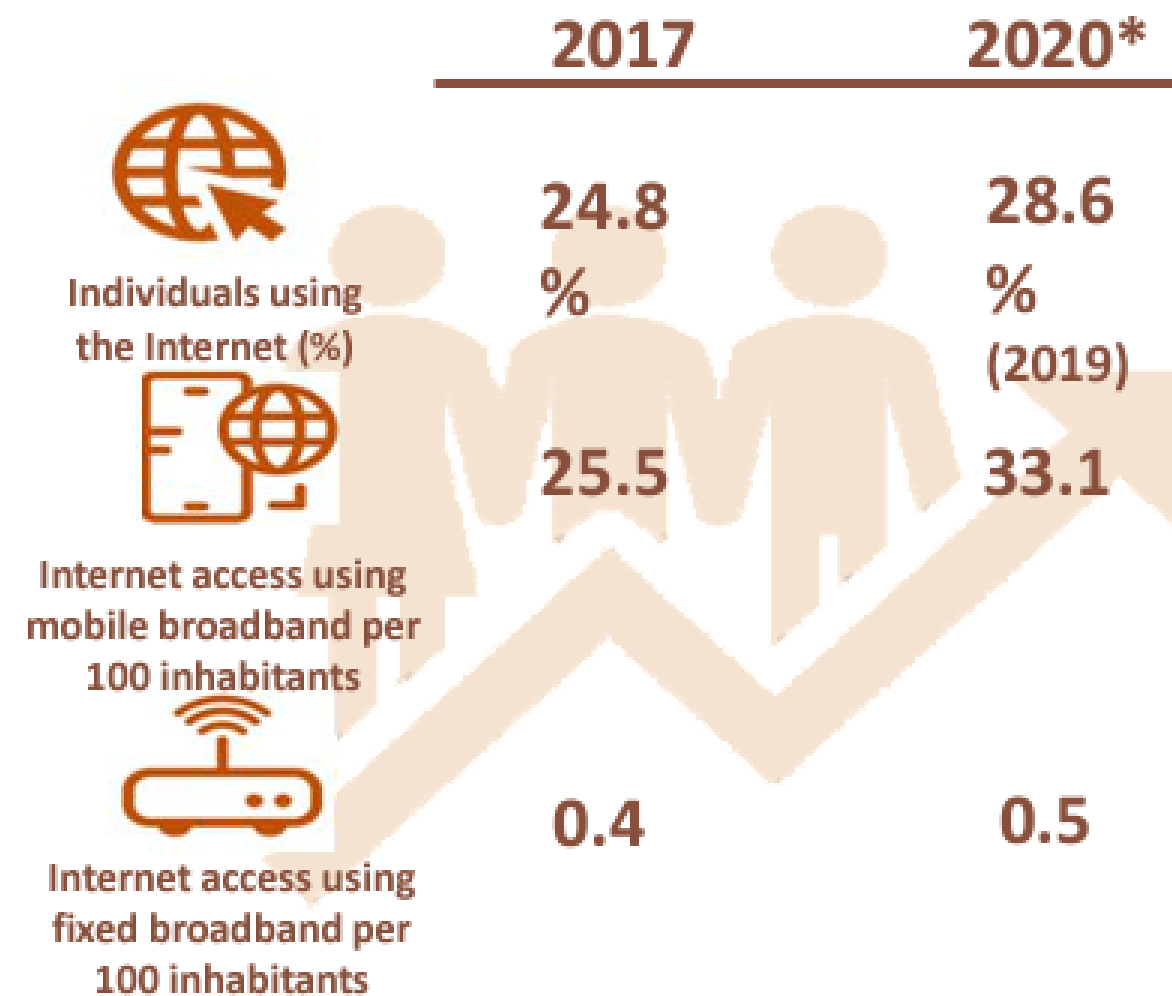 2017 2020*
24.8 28.6
% %
(2019)
Individuals using
the Internet (%)
25.5 33.1
Internet access using
mobile broadband per
100 inhabitants
0.4 0.5
Internet access using
fixed broadband per
100 inhabitants